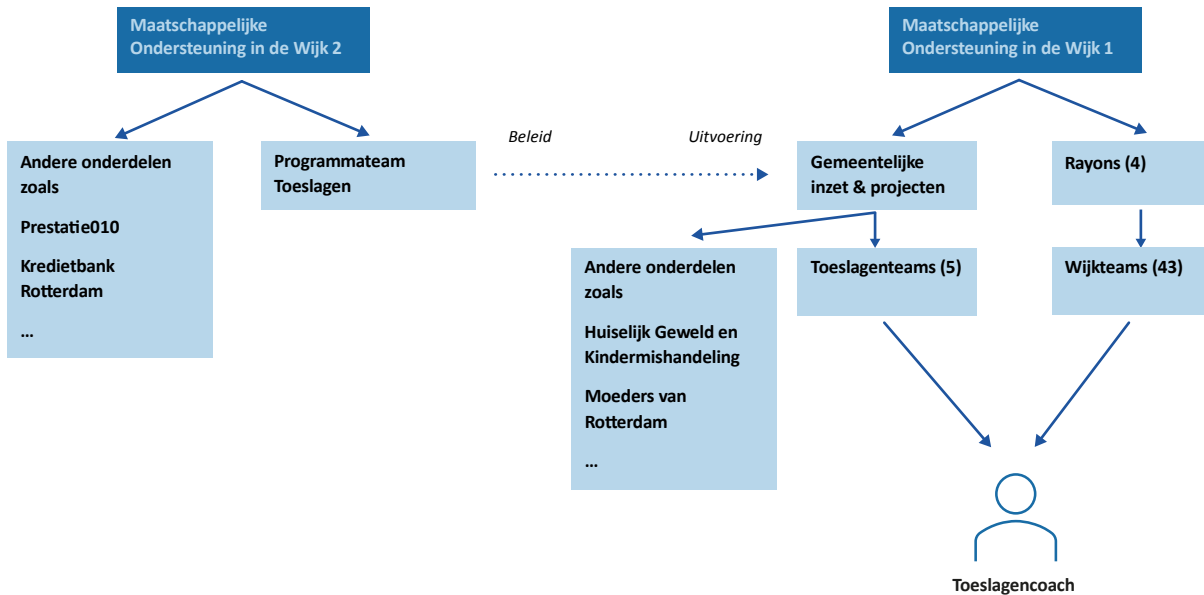 Maatschappelijke
Ondersteuning in de Wijk 2
Maatschappelijke
Ondersteuning in de Wijk 1
Andere onderdelen
zoals
Prestatie010
Kredietbank
Rotterdam
...
Programmateam
Toeslagen
Beleid
Uitvoering
Gemeentelijke
inzet & projecten
Rayons (4)
Andere onderdelen
zoals
Huiselijk Geweld en
Kindermishandeling
Moeders van
Rotterdam
...
Toeslagenteams (5)
Wijkteams (43)
Toeslagencoach